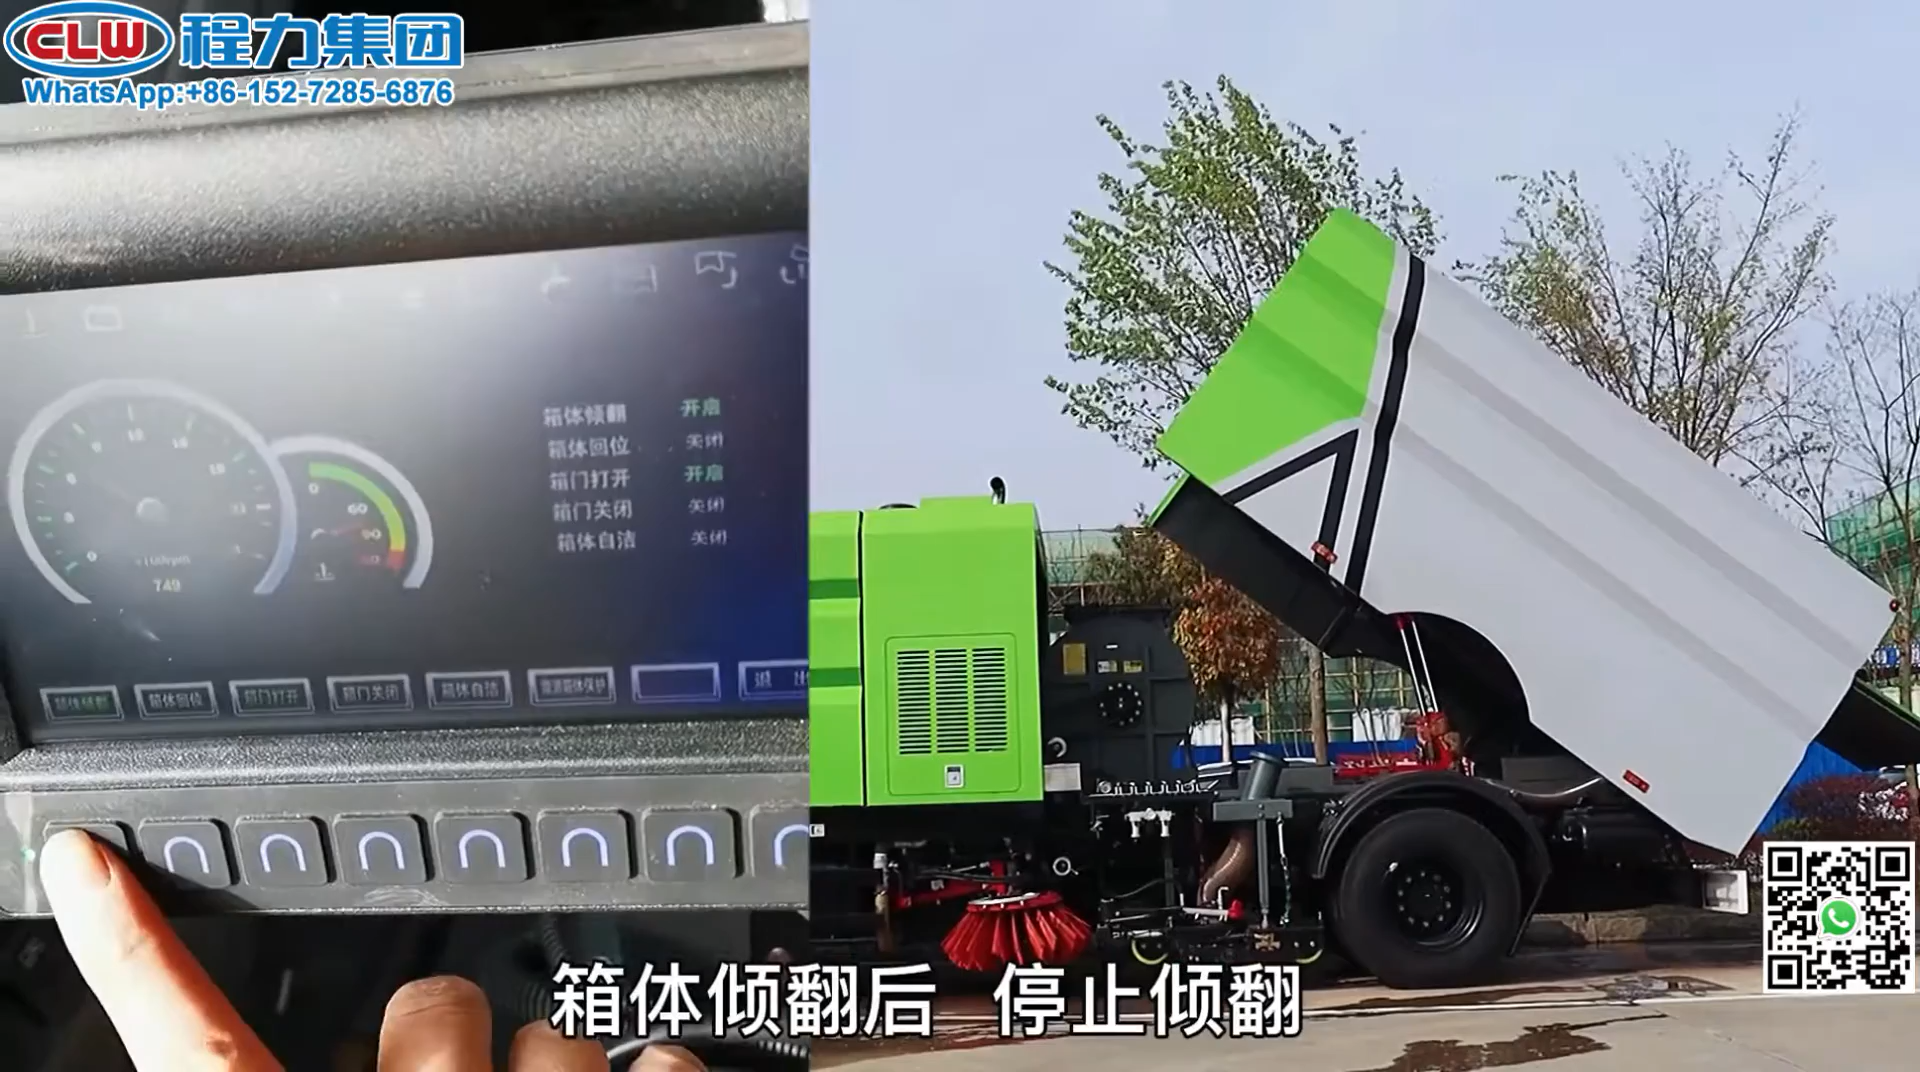 CLW 程力集团
WhatsApp:+86-152-7285-6876
箱体倾翻 开启
箱体回位 关闭
箱门打开 开启
箱门关闭 关闭
箱体自洁 关闭
749
箱体倾翻 箱体回位 箱门打开 箱门关闭 箱体自洁
箱体倾翻后 停止倾翻